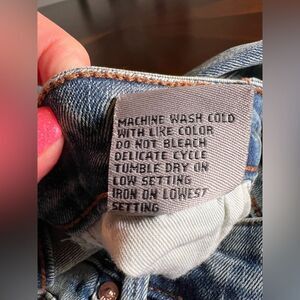 MACHINE WASH COLD
WITH LIKE COLOR
DO NOT BLEACH
DELICATE CYCLE
TUMBLE DRY ON
LOW SETTING
IRON ON LOWEST
SETTING